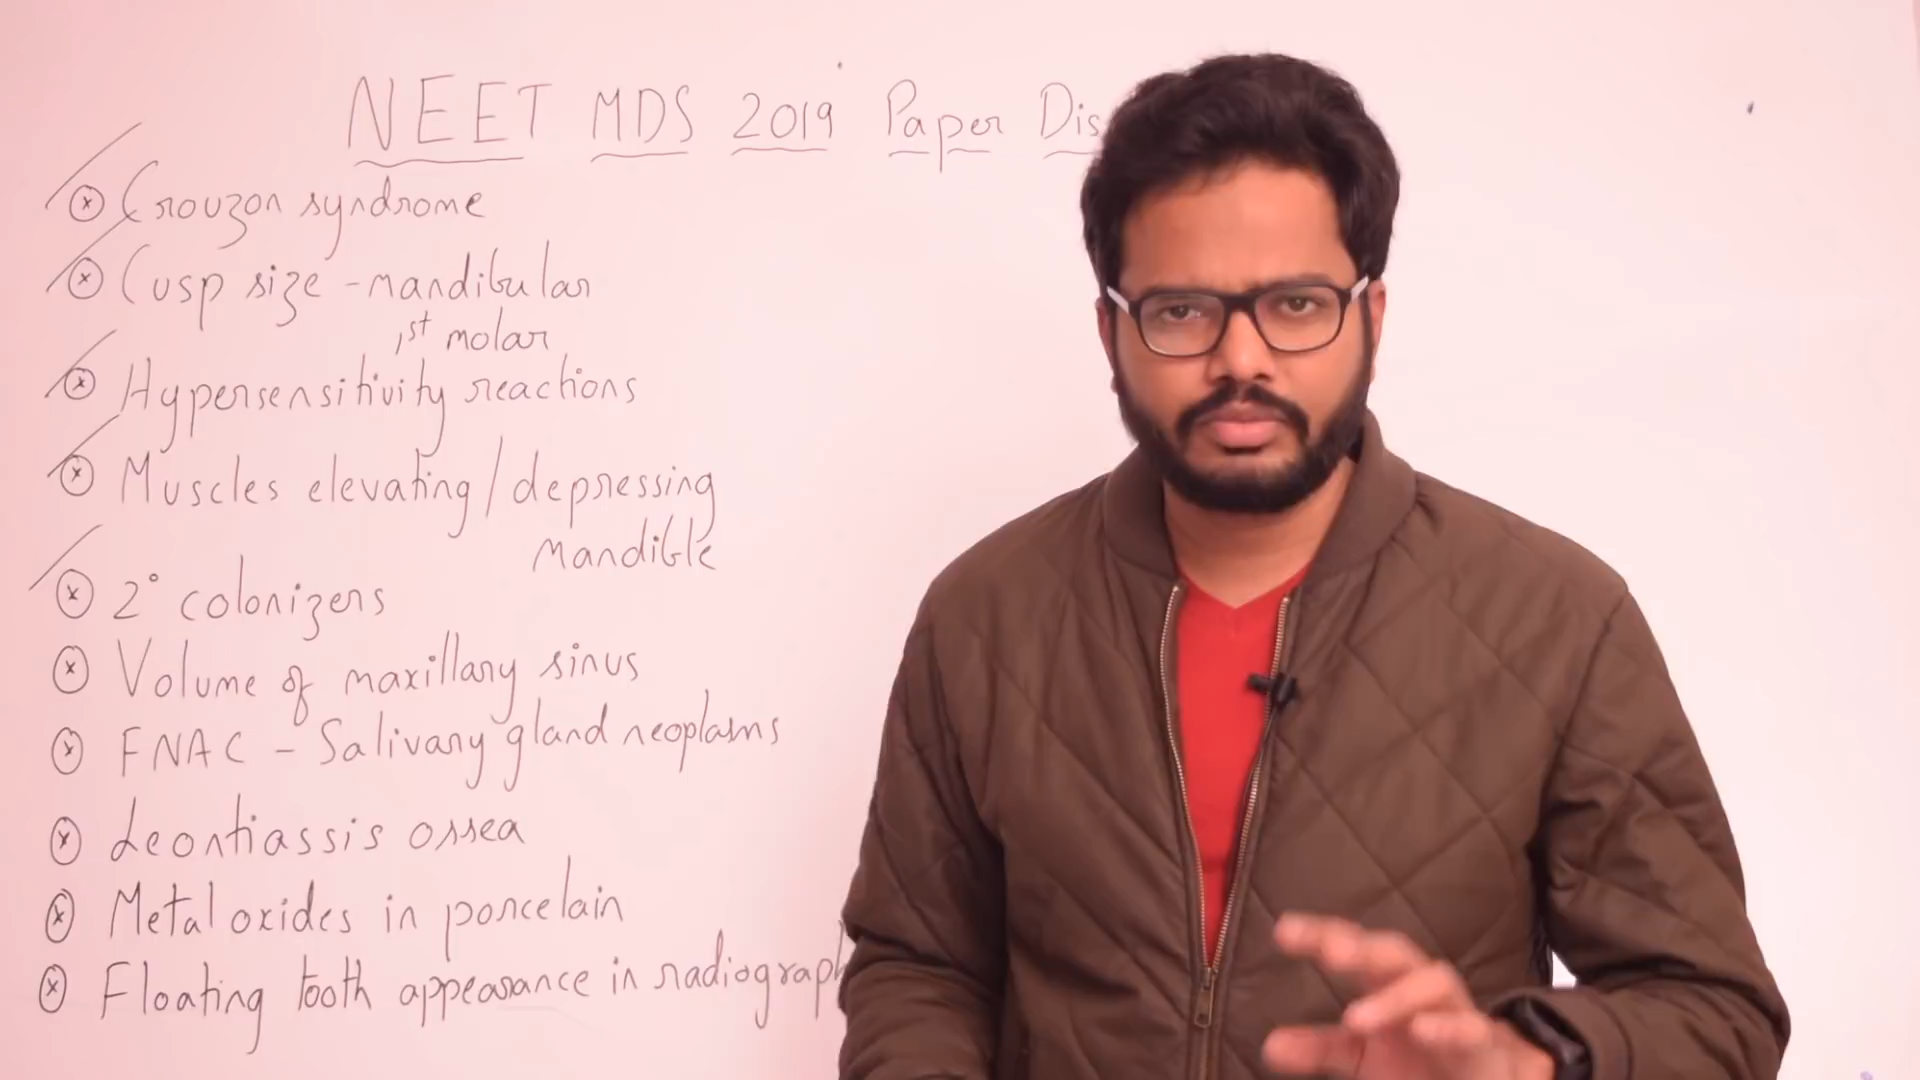 NEET MDS 2019 Paper Dis
Crouzon syndrome
Cusp size - mandibular
1st molar
Hypersensitivity reactions
Muscles elevating / depressing
Mandible
2° colonizers
Volume of maxillary sinus
FNAC - Salivary gland neoplasms
Leontiassis ossea
Metal oxides in porcelain
Floating tooth appearance in radiograph